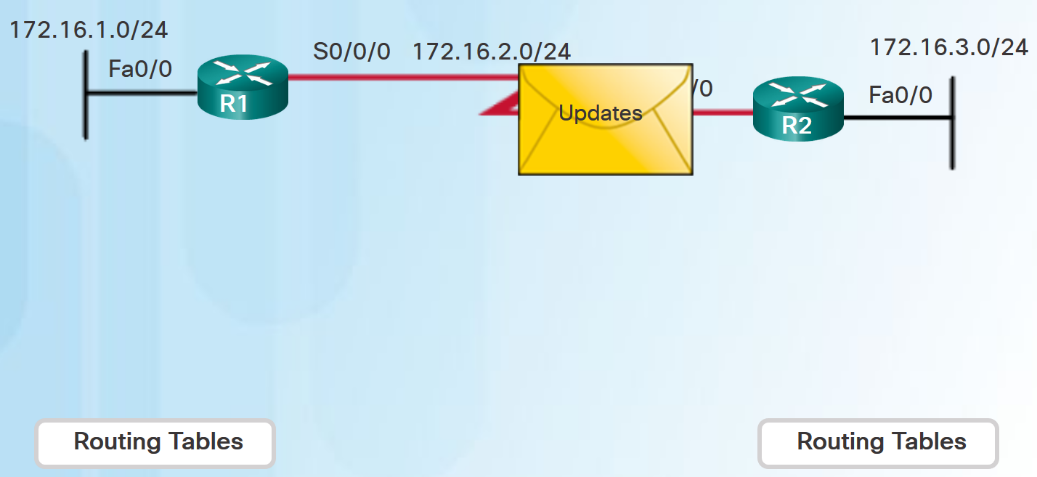 172.16.1.0/24
Fa0/0
R1
S0/0/0 172.16.2.0/24
Updates
/0
R2
172.16.3.0/24
Fa0/0
Routing Tables
Routing Tables